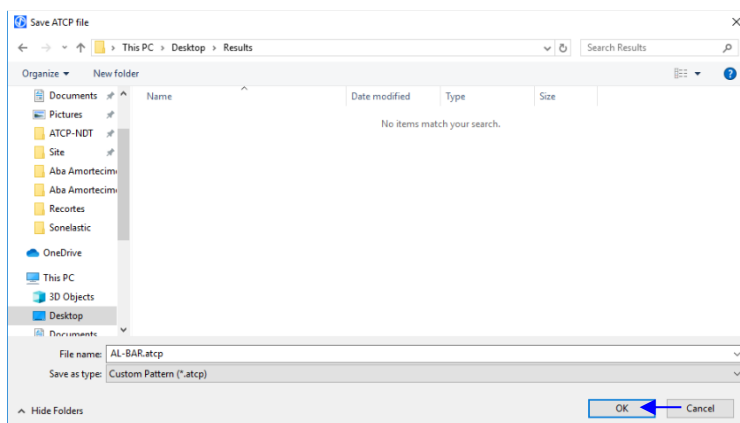 Save ATCP file
This PC > Desktop > Results
Search Results
Organize
New folder
Name
Date modified
Type
Size
Documents
Pictures
ATCP-NDT
Site
Aba Amortecim
Aba Amortecim
Recortes
Sonelastic
OneDrive
This PC
3D Objects
Desktop
Documents
No items match your search.
File name: AL-BAR.atcp
Save as type: Custom Pattern (*.atcp)
Hide Folders
OK
Cancel